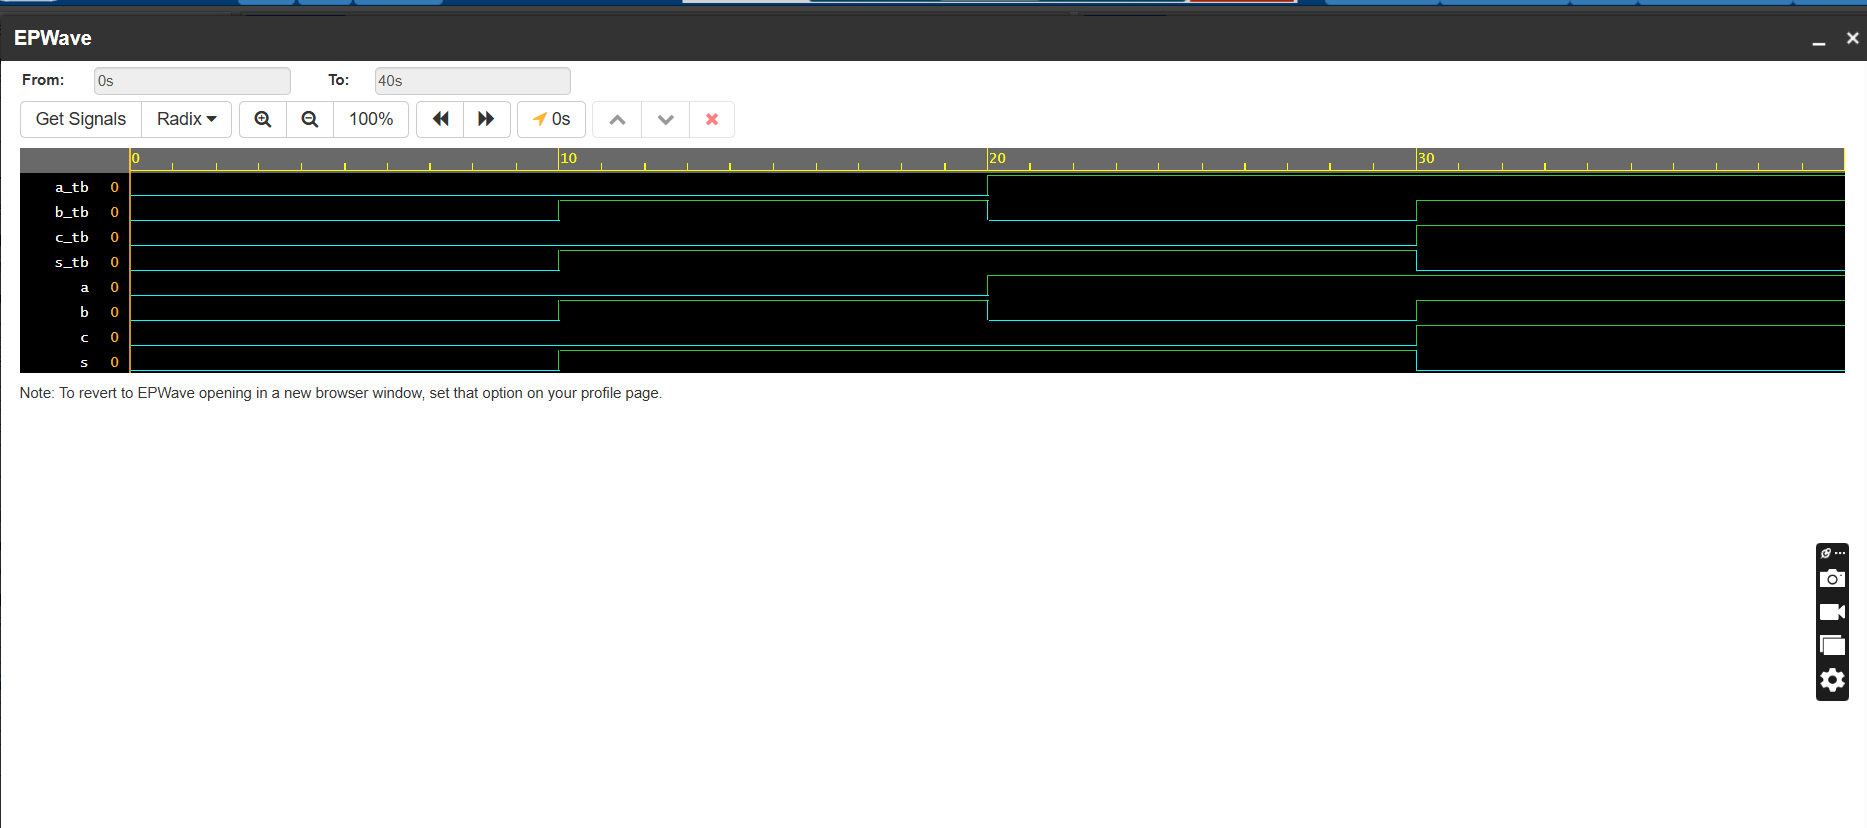 EPWave
From: 0s To: 40s
Get Signals Radix 100% 0s
0 10 20 30
a_tb 0
b_tb 0
c_tb 0
s_tb 0
a 0
b 0
c 0
s 0
Note: To revert to EPWave opening in a new browser window, set that option on your profile page.